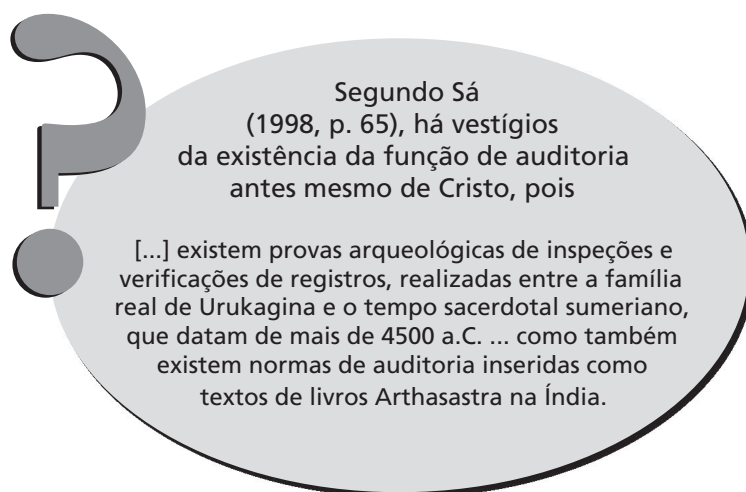 Segundo Sá
(1998, p. 65), há vestígios
da existência da função de auditoria
antes mesmo de Cristo, pois
[...] existem provas arqueológicas de inspeções e
verificações de registros, realizadas entre a família
real de Urukagina e o tempo sacerdotal sumeriano,
que datam de mais de 4500 a.C. ... como também
existem normas de auditoria inseridas como
textos de livros Arthasastra na Índia.